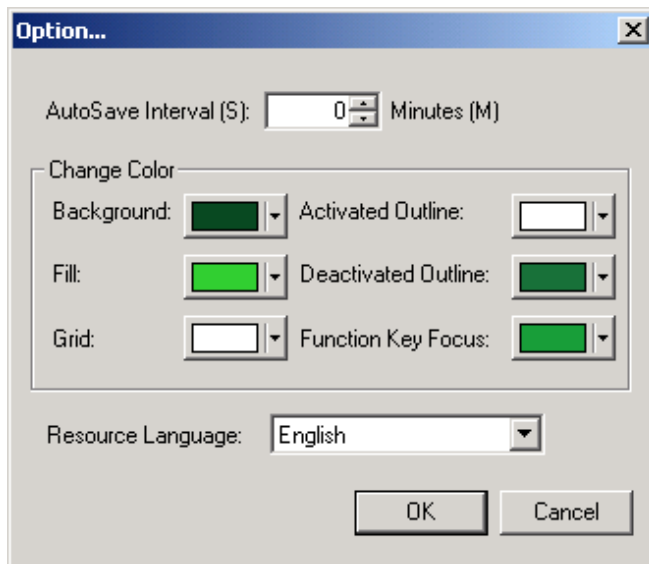 Option...
AutoSave Interval (S): 0 Minutes (M)
Change Color
Background: Activated Outline:
Fill: Deactivated Outline:
Grid: Function Key Focus:
Resource Language: English
OK Cancel